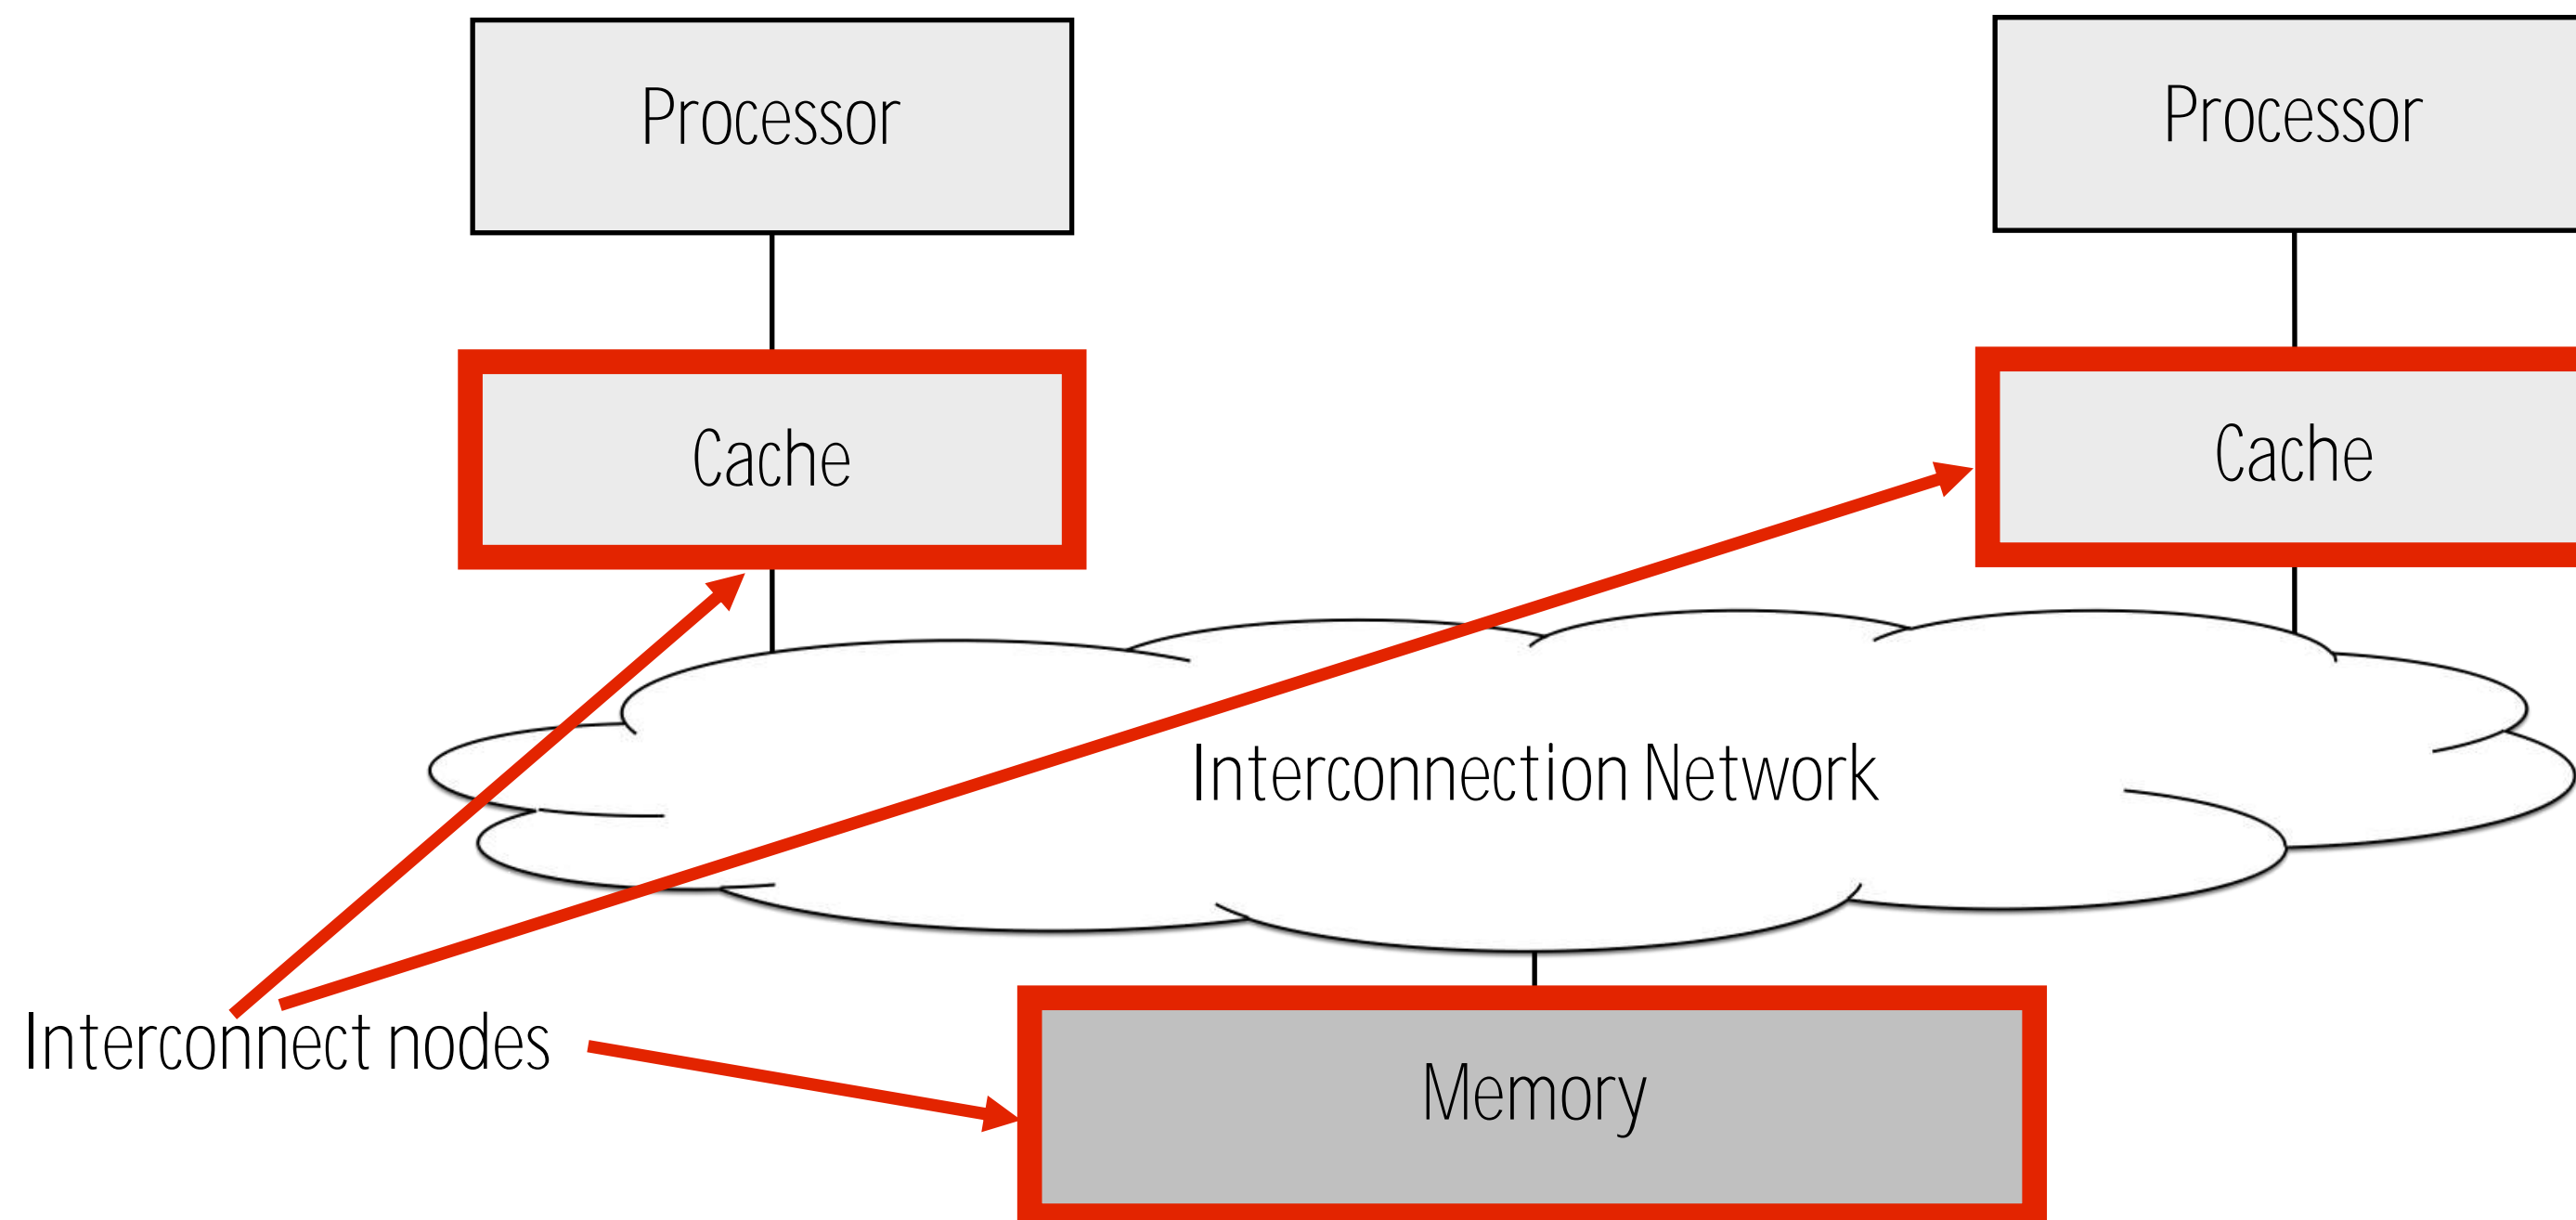 Processor
Processor
Cache
Cache
Interconnection Network
Interconnect nodes
Memory